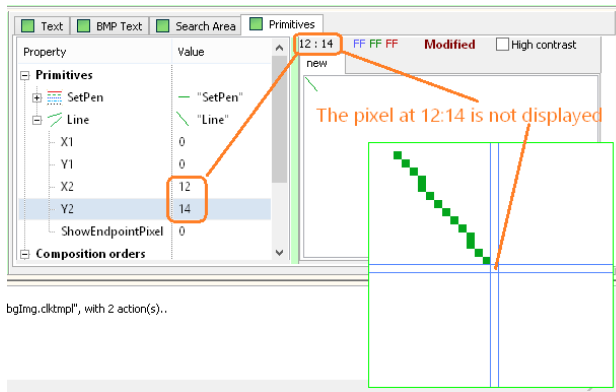 Text BMP Text Search Area Primitives
Property Value
12 : 14 FF FF FF Modified High contrast
new
Primitives
SetPen "SetPen"
Line "Line"
X1 0
Y1 0
X2 12
Y2 14
ShowEndpointPixel 0
Composition orders
The pixel at 12:14 is not displayed
bgImg.clktmpl", with 2 action(s)..